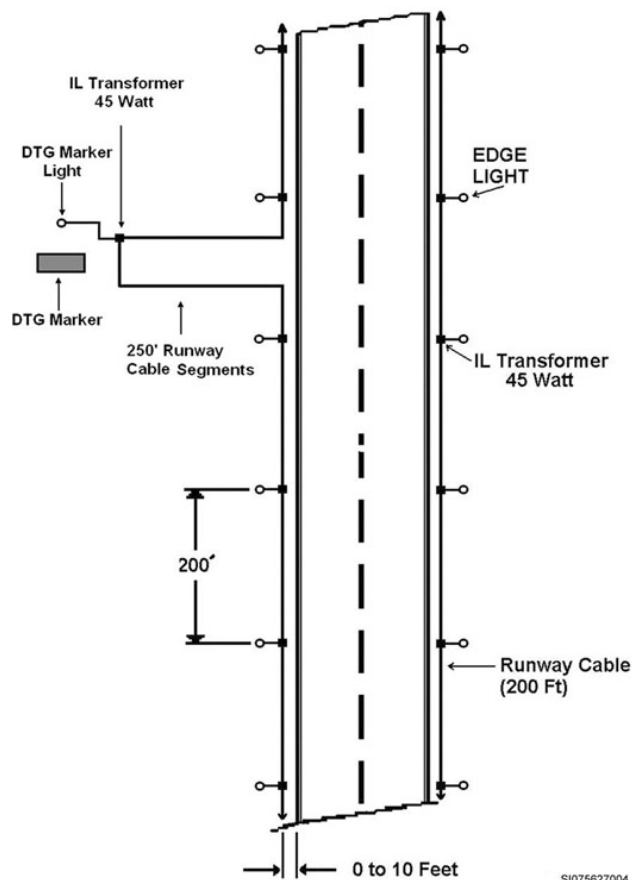 IL Transformer
45 Watt
DTG Marker
Light
EDGE
LIGHT
DTG Marker
250' Runway
Cable Segments
IL Transformer
45 Watt
200'
Runway Cable
(200 Ft)
0 to 10 Feet
SI075627004